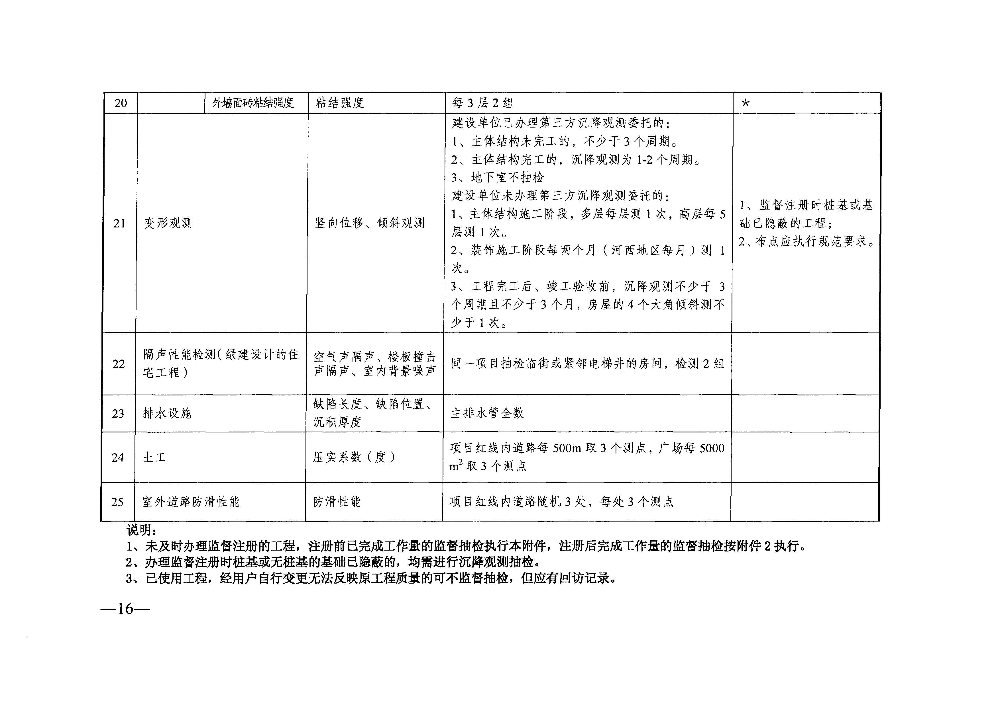 20 外墙面砖粘结强度 粘结强度 每 3 层 2 组 *
建设单位已办理第三方沉降观测委托的：
1、主体结构未完工的，不少于 3 个周期。
2、主体结构完工的，沉降观测为 1-2 个周期。
3、地下室不抽检
建设单位未办理第三方沉降观测委托的：
1、主体结构施工阶段，多层每层测 1 次，高层每 5
层测 1 次。
2、装饰施工阶段每两个月（河西地区每月）测 1
次。
3、工程完工后、竣工验收前，沉降观测不少于 3
个周期且不少于 3 个月，房屋的 4 个大角倾斜测不
少于 1 次。
21 变形观测 竖向位移、倾斜观测
1、监督注册时桩基或基
础已隐蔽的工程；
2、布点应执行规范要求。
22
隔声性能检测（绿建设计的住
宅工程）
空气声隔声、楼板撞击
声隔声、室内背景噪声
同一项目抽检临街或紧邻电梯井的房间，检测 2 组
23 排水设施
缺陷长度、缺陷位置、
沉积厚度
主排水管全数
24 土工 压实系数（度）
项目红线内道路每 500m 取 3 个测点，广场每 5000
m²取 3 个测点
25 室外道路防滑性能 防滑性能 项目红线内道路随机 3 处，每处 3 个测点
说明：
1、未及时办理监督注册的工程，注册前已完成工作量的监督抽检执行本附件，注册后完成工作量的监督抽检按附件 2 执行。
2、办理监督注册时桩基或无桩基的基础已隐蔽的，均需进行沉降观测抽检。
3、已使用工程，经用户自行变更无法反映原工程质量的可不监督抽检，但应有回访记录。
—16—